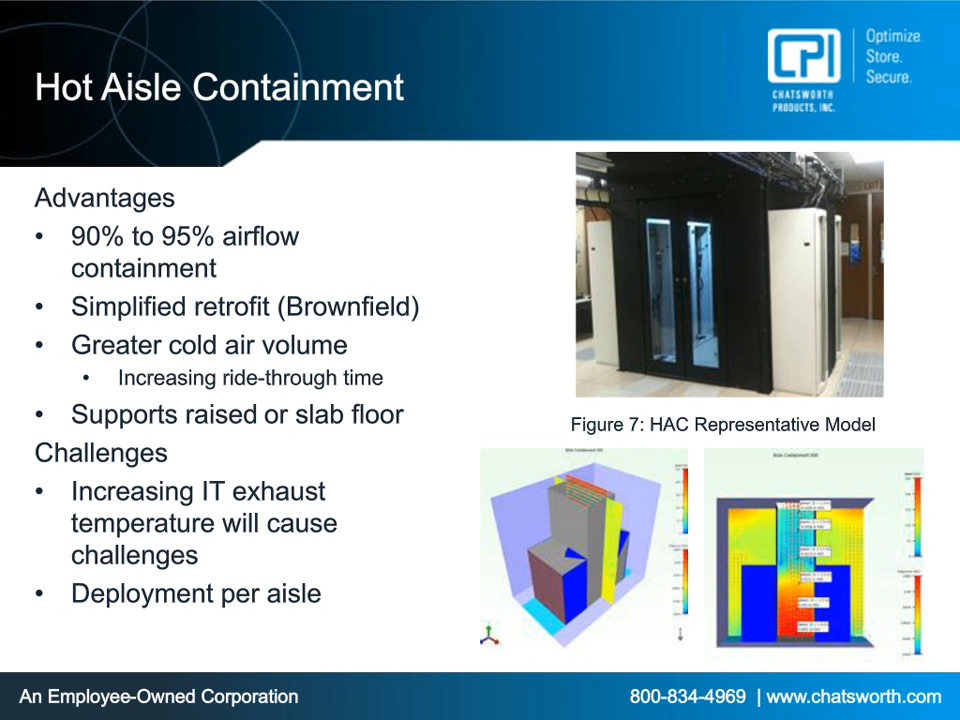 Hot Aisle Containment
CPI
CHATSWORTH
PRODUCTS, INC.
Optimize.
Store.
Secure.
Advantages
• 90% to 95% airflow
containment
• Simplified retrofit (Brownfield)
• Greater cold air volume
• Increasing ride-through time
• Supports raised or slab floor
Challenges
• Increasing IT exhaust
temperature will cause
challenges
• Deployment per aisle
Figure 7: HAC Representative Model
An Employee-Owned Corporation
800-834-4969 | www.chatsworth.com